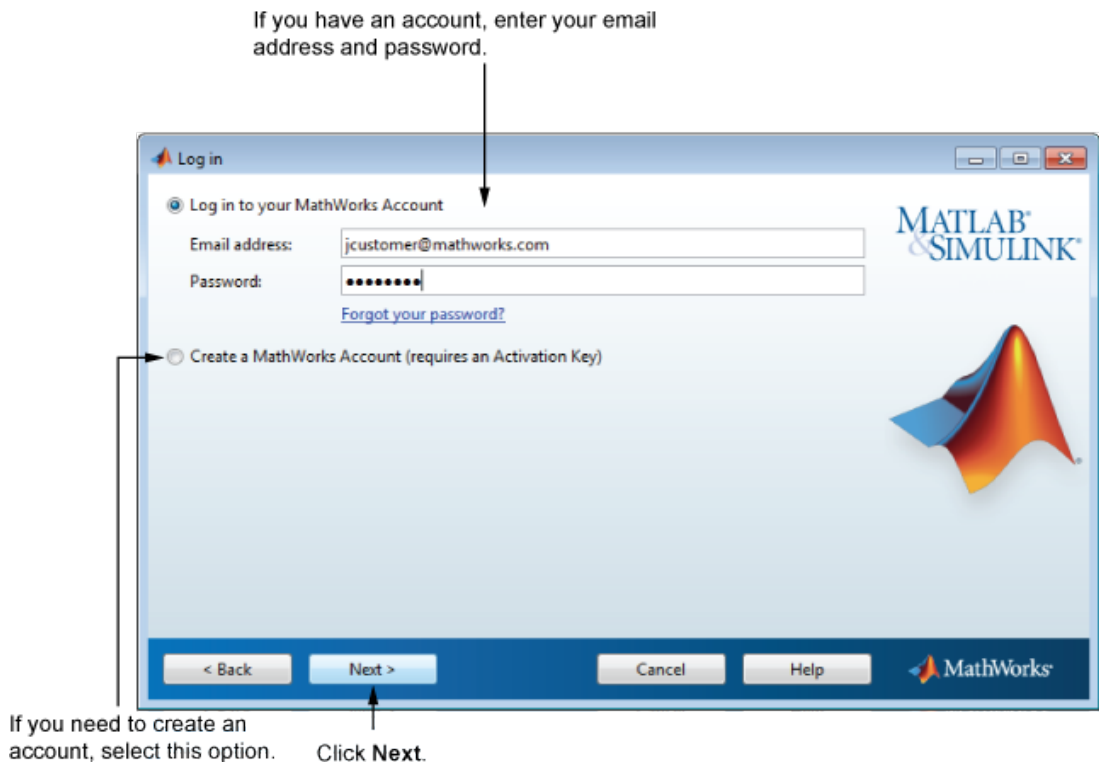 If you have an account, enter your email
address and password.
Log in
Log in to your MathWorks Account
MATLAB®
&SIMULINK®
Email address:
jcustomer@mathworks.com
Password:
••••••••
Forgot your password?
Create a MathWorks Account (requires an Activation Key)
< Back
Next >
Cancel
Help
MathWorks®
If you need to create an
account, select this option.
Click Next.